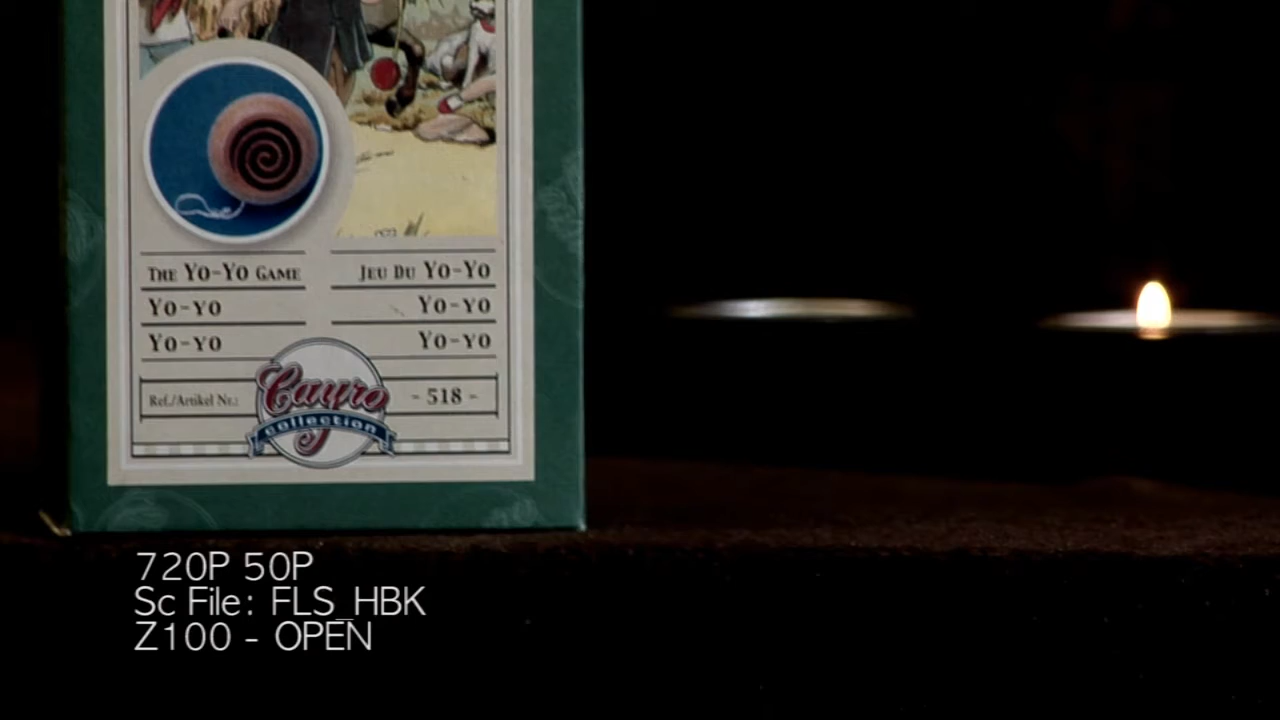 THE YO-YO GAME
JEU DU YO-YO
YO-YO
YO-YO
YO-YO
YO-YO
Ref./Artikel Nr.:
Cayro
collection
- 518 -
720P 50P
Sc File: FLS_HBK
Z100 - OPEN